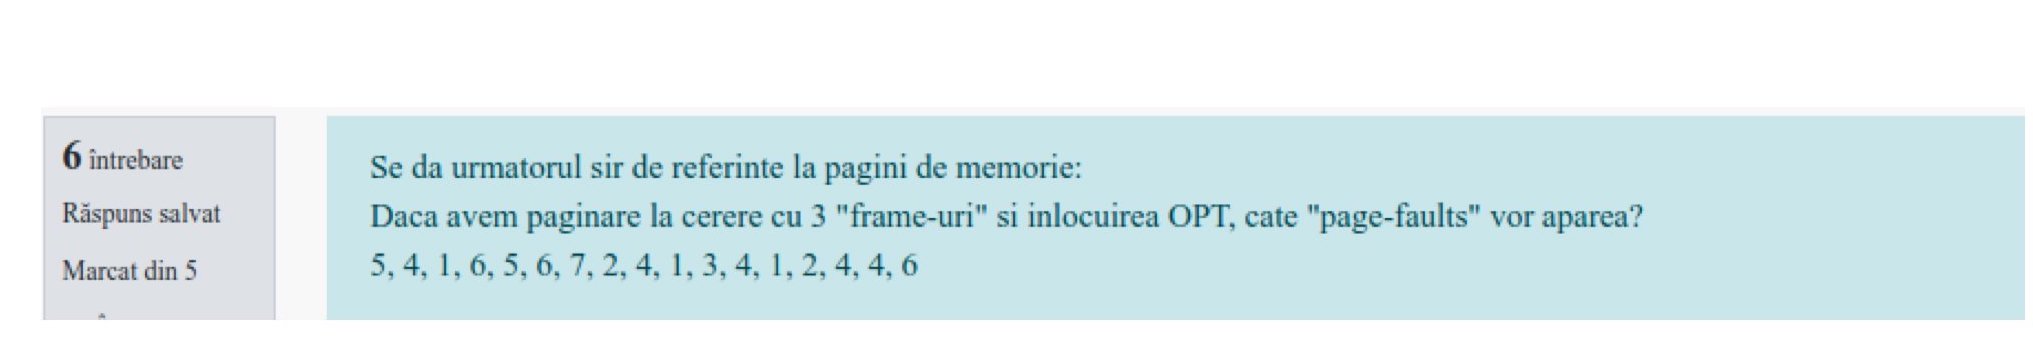 6 întrebare
Răspuns salvat
Marcat din 5
Se da urmatorul sir de referinte la pagini de memorie:
Daca avem paginare la cerere cu 3 "frame-uri" si inlocuirea OPT, cate "page-faults" vor aparea?
5, 4, 1, 6, 5, 6, 7, 2, 4, 1, 3, 4, 1, 2, 4, 4, 6